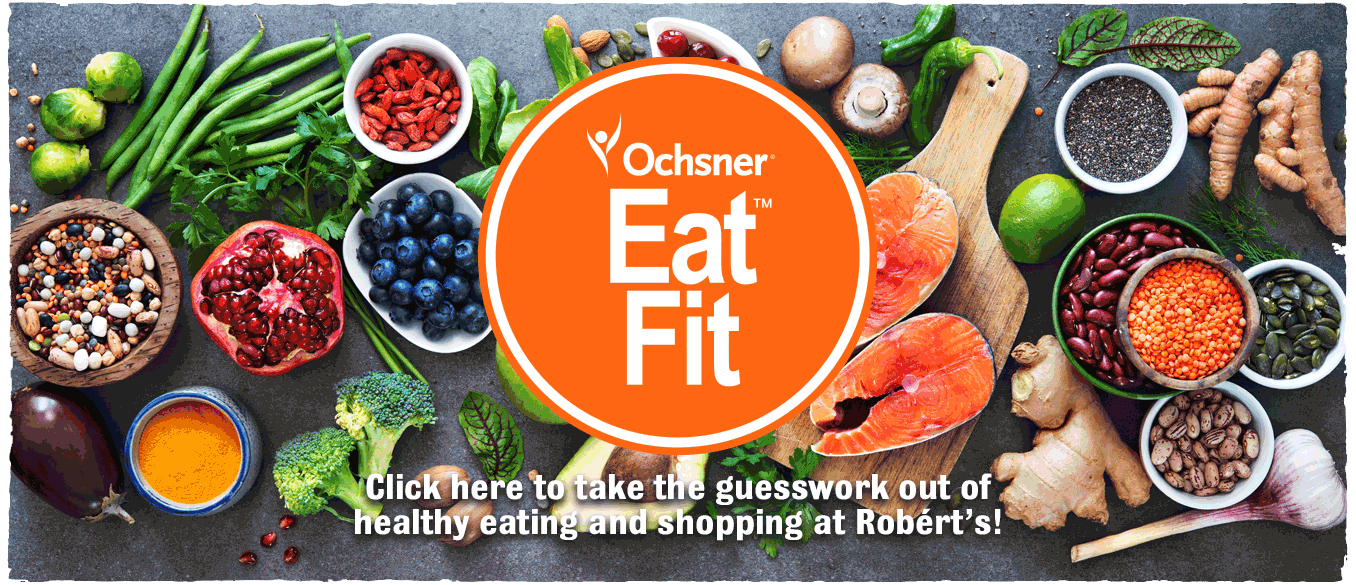 Ochsner®
Eat™
Fit
Click here to take the guesswork out of
healthy eating and shopping at Robért's!